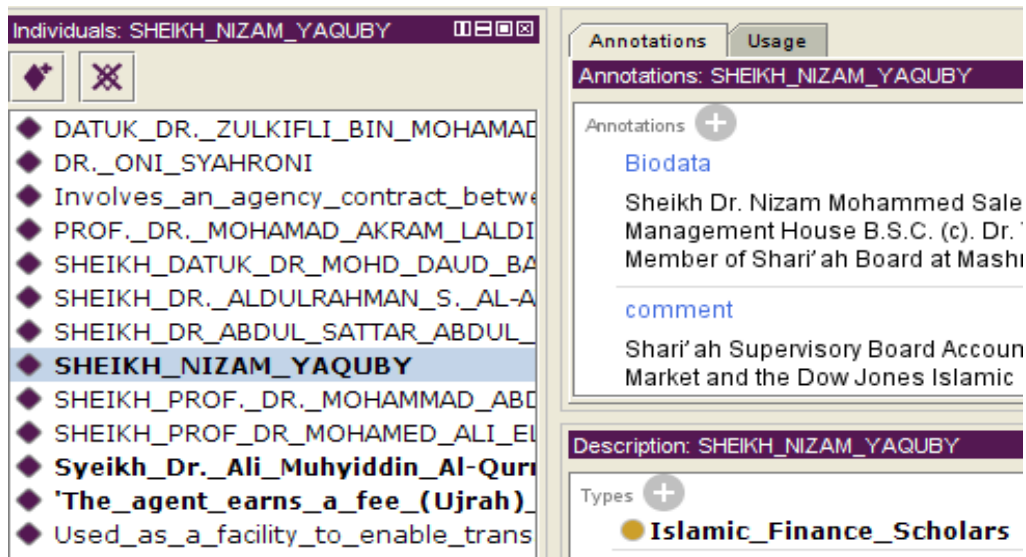 Individuals: SHEIKH_NIZAM_YAQUBY
DATUK_DR._ZULKIFLI_BIN_MOHAMAD
DR._ONI_SYAHRONI
Involves_an_agency_contract_betwe
PROF._DR._MOHAMAD_AKRAM_LALDI
SHEIKH_DATUK_DR_MOHD_DAUD_BA
SHEIKH_DR._ALDULRAHMAN_S._AL-A
SHEIKH_DR_ABDUL_SATTAR_ABDUL_
SHEIKH_NIZAM_YAQUBY
SHEIKH_PROF._DR._MOHAMMAD_ABD
SHEIKH_PROF_DR_MOHAMED_ALI_EL
Syeikh_Dr._Ali_Muhyiddin_Al-Qurr
'The_agent_earns_a_fee_(Ujrah)_
Used_as_a_facility_to_enable_trans
Annotations Usage
Annotations: SHEIKH_NIZAM_YAQUBY
Annotations
Biodata
Sheikh Dr. Nizam Mohammed Sale
Management House B.S.C. (c). Dr.
Member of Shari'ah Board at Mashr
comment
Shari'ah Supervisory Board Accoun
Market and the Dow Jones Islamic
Description: SHEIKH_NIZAM_YAQUBY
Types
Islamic_Finance_Scholars